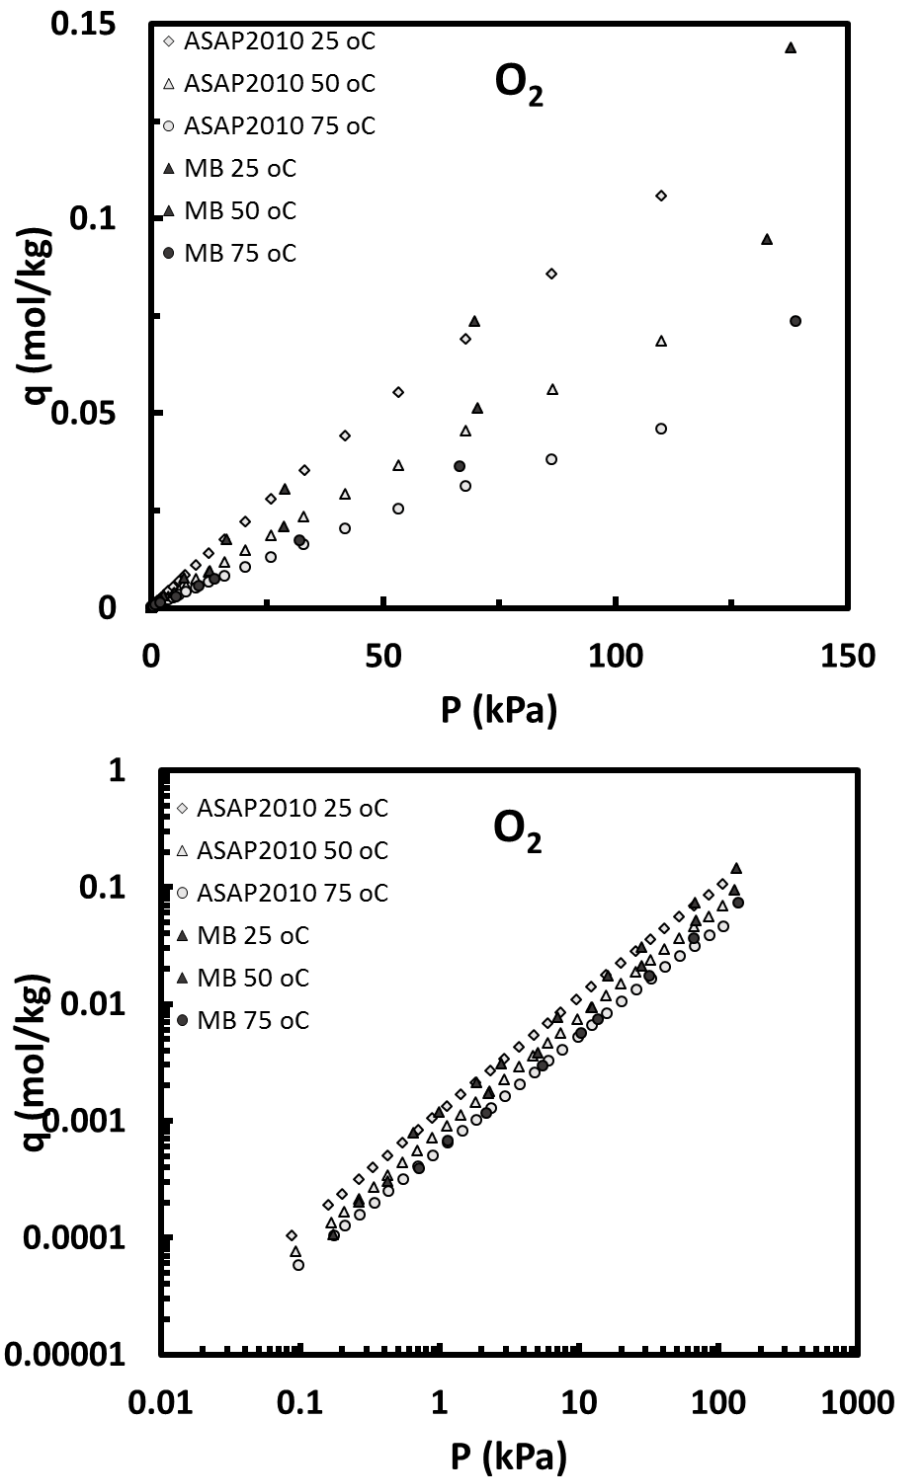 0.15
ASAP2010 25 oC
O2
ASAP2010 50 oC
ASAP2010 75 oC
MB 25 oC
0.1
MB 50 oC
MB 75 oC
q (mol/kg)
0.05
0
0 50 100 150
P (kPa)
1
ASAP2010 25 oC
O2
ASAP2010 50 oC
0.1
ASAP2010 75 oC
MB 25 oC
MB 50 oC
0.01
MB 75 oC
q (mol/kg)
0.001
0.0001
0.00001
0.01 0.1 1 10 100 1000
P (kPa)